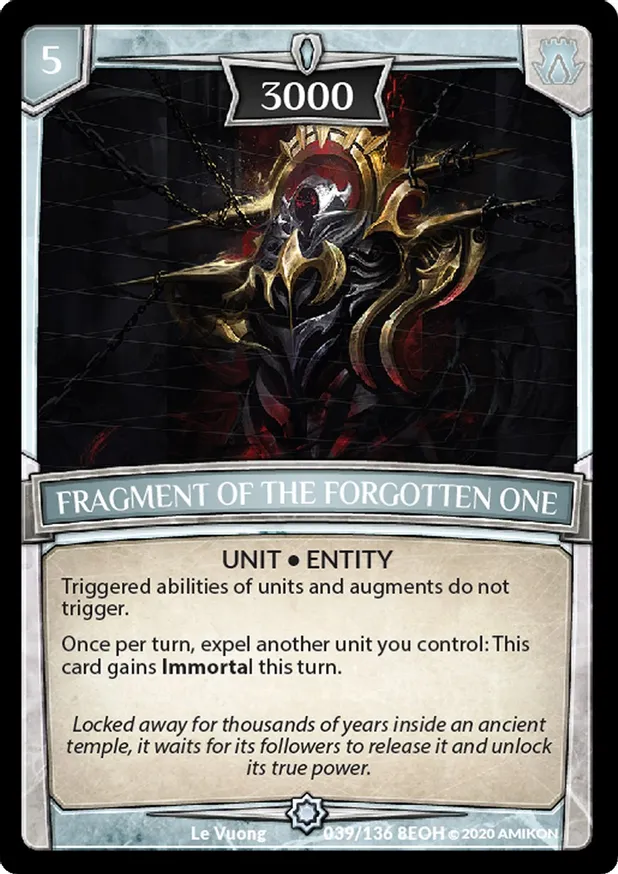 5
3000
FRAGMENT OF THE FORGOTTEN ONE
UNIT ● ENTITY
Triggered abilities of units and augments do not
trigger.
Once per turn, expel another unit you control: This
card gains Immortal this turn.
Locked away for thousands of years inside an ancient
temple, it waits for its followers to release it and unlock
its true power.
Le Vuong 039/136 8EOH © 2020 AMIKON